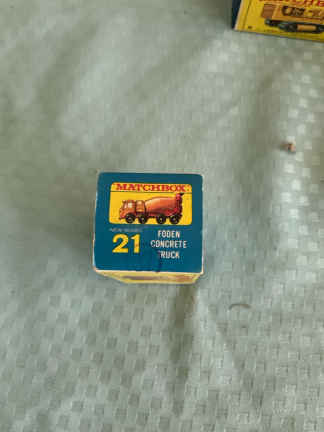 MATCHBOX
NEW MODEL
21
FODEN
CONCRETE
TRUCK